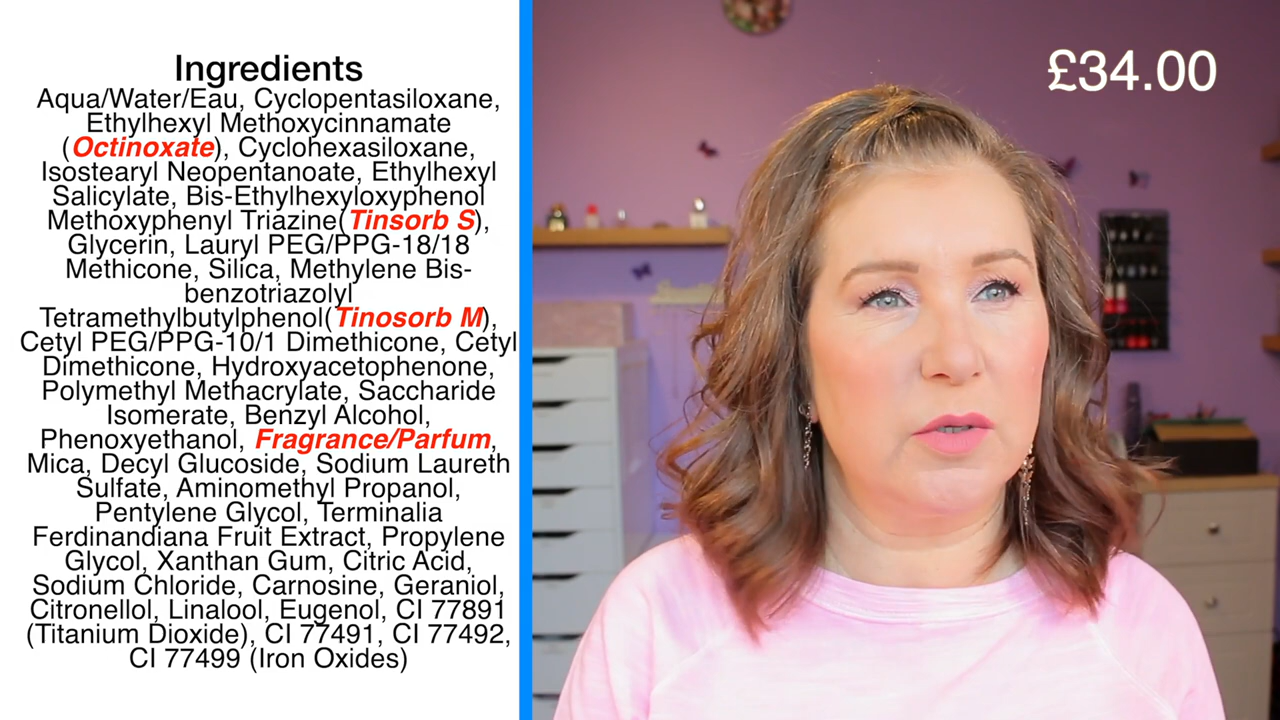 Ingredients
Aqua/Water/Eau, Cyclopentasiloxane,
Ethylhexyl Methoxycinnamate
(Octinoxate), Cyclohexasiloxane,
Isostearyl Neopentanoate, Ethylhexyl
Salicylate, Bis-Ethylhexyloxyphenol
Methoxyphenyl Triazine(Tinsorb S),
Glycerin, Lauryl PEG/PPG-18/18
Methicone, Silica, Methylene Bis-
benzotriazolyl
Tetramethylbutylphenol(Tinosorb M),
Cetyl PEG/PPG-10/1 Dimethicone, Cetyl
Dimethicone, Hydroxyacetophenone,
Polymethyl Methacrylate, Saccharide
Isomerate, Benzyl Alcohol,
Phenoxyethanol, Fragrance/Parfum,
Mica, Decyl Glucoside, Sodium Laureth
Sulfate, Aminomethyl Propanol,
Pentylene Glycol, Terminalia
Ferdinandiana Fruit Extract, Propylene
Glycol, Xanthan Gum, Citric Acid,
Sodium Chloride, Carnosine, Geraniol,
Citronellol, Linalool, Eugenol, CI 77891
(Titanium Dioxide), CI 77491, CI 77492,
CI 77499 (Iron Oxides)
£34.00